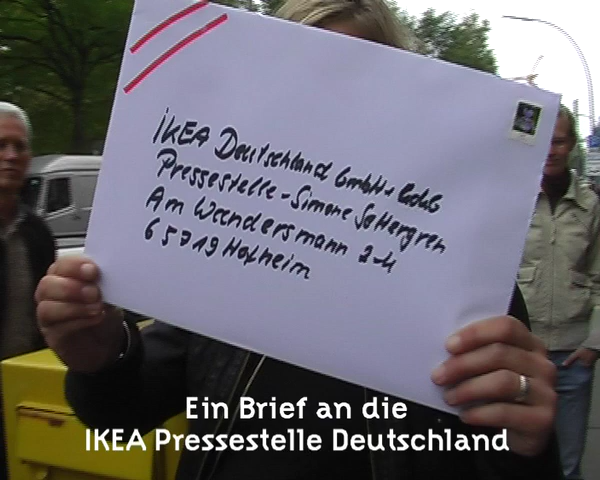 IKEA Deutschland GmbH + Co KG
Pressestelle - Simone Settergren
Am Wandersmann 2-4
65719 Hofheim
Ein Brief an die
IKEA Pressestelle Deutschland